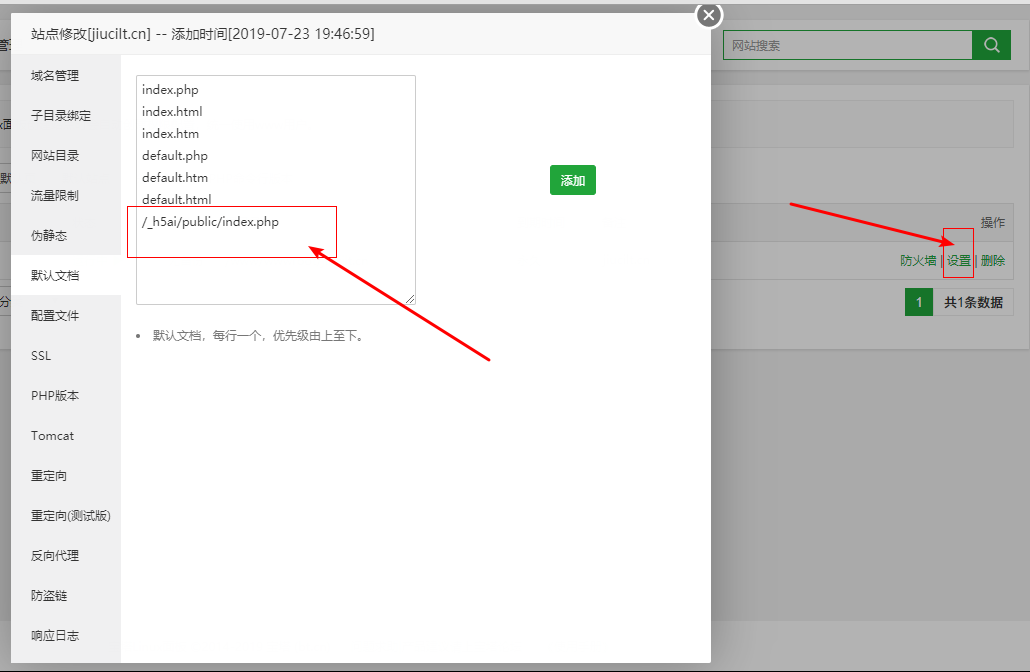 站点修改[jiucilt.cn] -- 添加时间[2019-07-23 19:46:59]
网站搜索
域名管理
子目录绑定
网站目录
流量限制
伪静态
默认文档
配置文件
SSL
PHP版本
Tomcat
重定向
重定向(测试版)
反向代理
防盗链
响应日志
index.php
index.html
index.htm
default.php
default.htm
default.html
/_h5ai/public/index.php
添加
默认文档，每行一个，优先级由上至下。
操作
防火墙 | 设置 | 删除
1 共1条数据